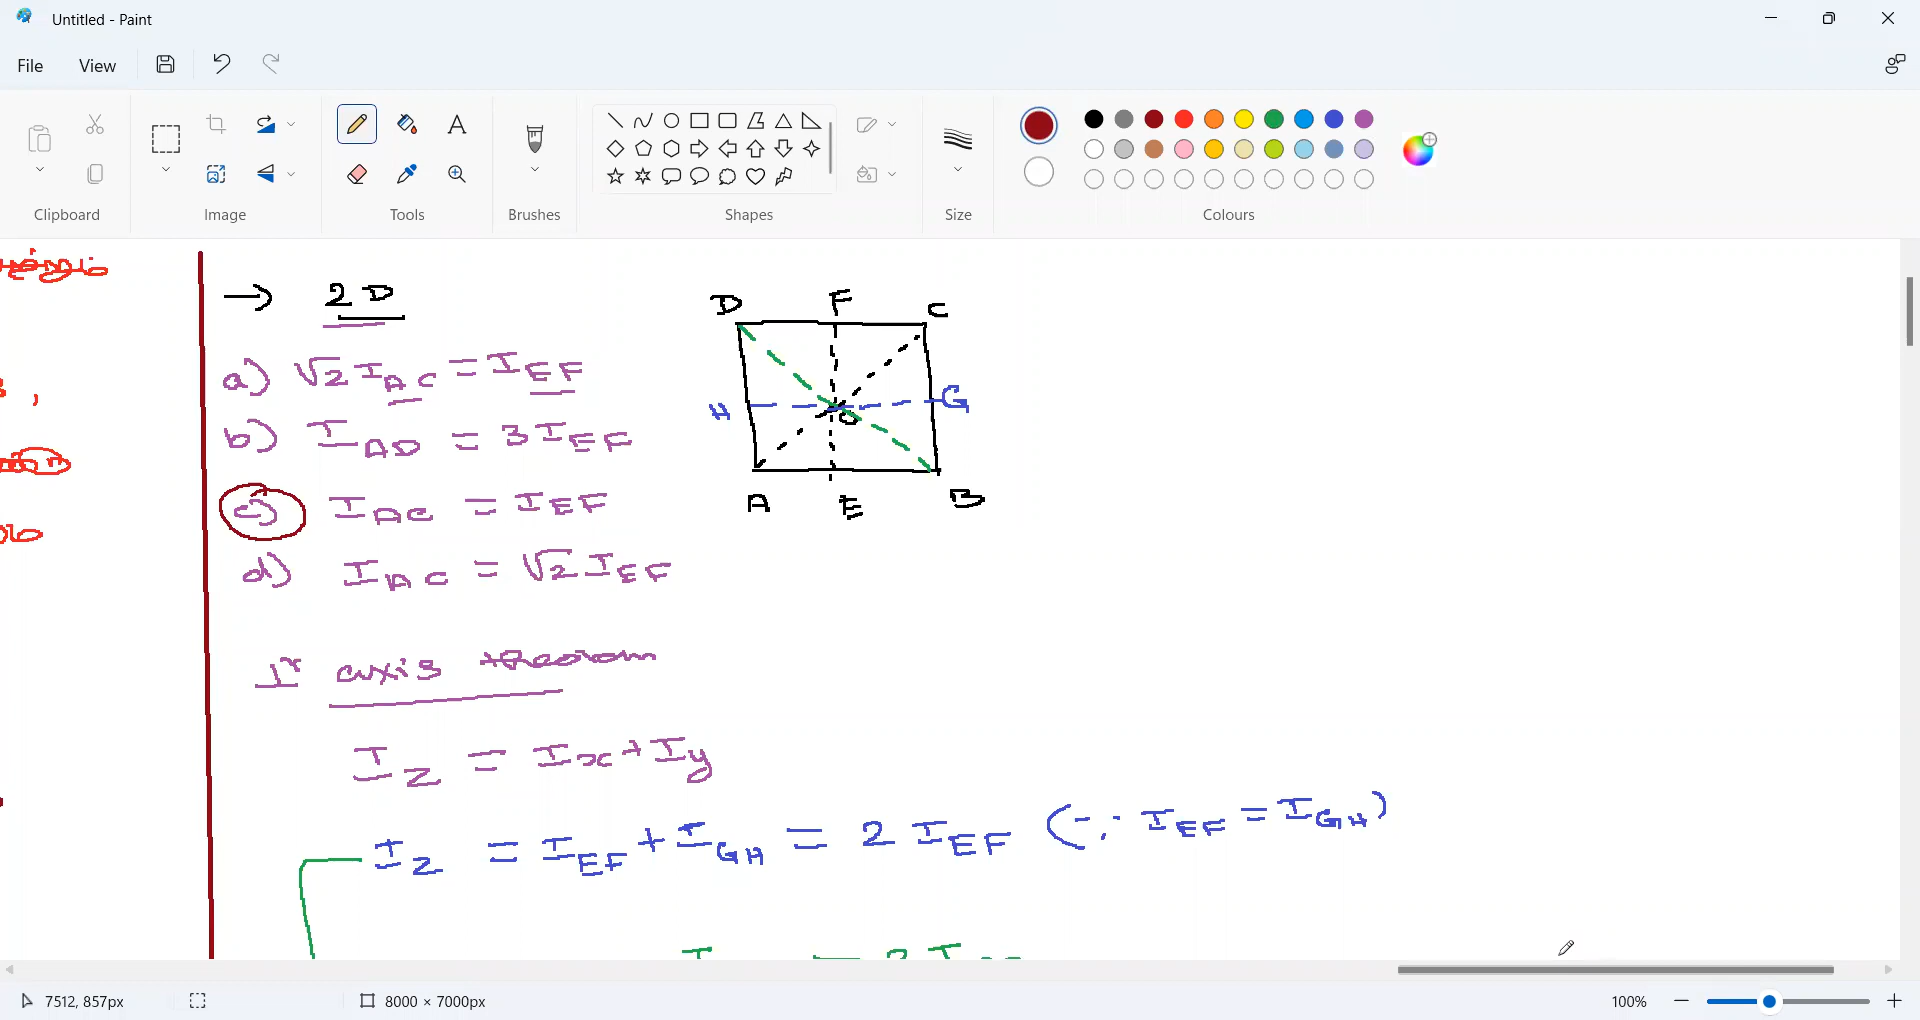 Untitled - Paint
File View
Clipboard Image Tools Brushes Shapes Size Colours
→ 2D
a) √2 I_AC = I_EF
b) I_AD = 3 I_EF
c) I_AC = I_EF
d) I_AC = √2 I_EF
D F C
H O G
A E B
axis theorem
I_Z = I_x + I_y
I_Z = I_EF + I_GH = 2 I_EF (∵ I_EF = I_GH)
7512, 857px 8000 × 7000px 100%